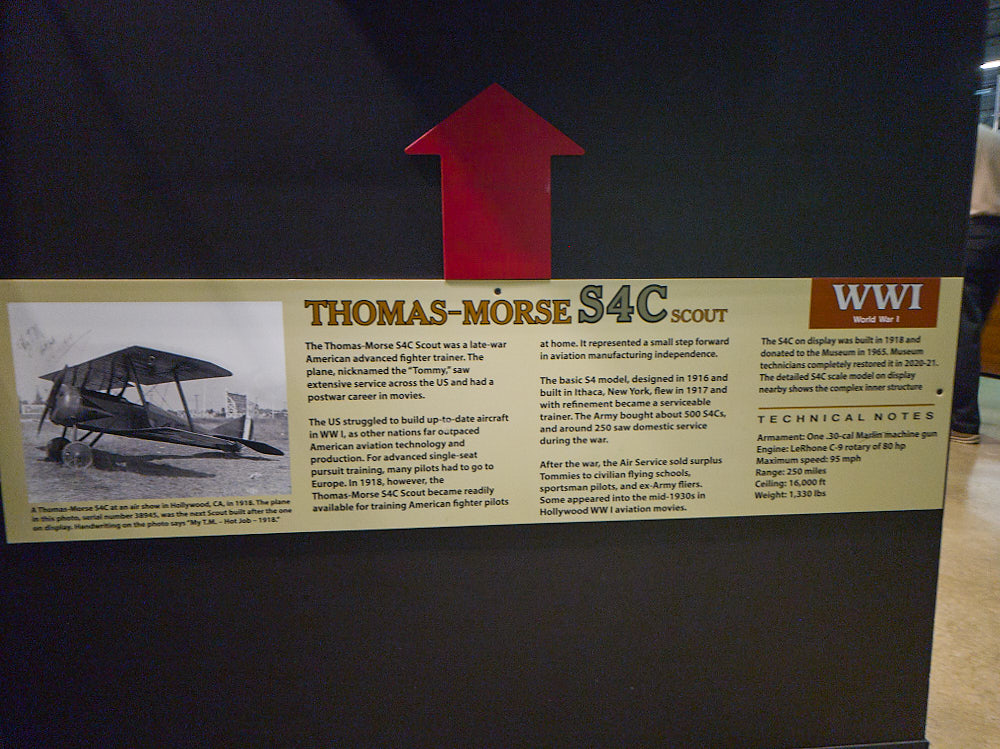 THOMAS-MORSE S4C SCOUT
The Thomas-Morse S4C Scout was a late-war
American advanced fighter trainer. The
plane, nicknamed the "Tommy," saw
extensive service across the US and had a
postwar career in movies.
The US struggled to build up-to-date aircraft
in WW I, as other nations far outpaced
American aviation technology and
production. For advanced single-seat
pursuit training, many pilots had to go to
Europe. In 1918, however, the
Thomas-Morse S4C Scout became readily
available for training American fighter pilots
at home. It represented a small step forward
in aviation manufacturing independence.
The basic S4 model, designed in 1916 and
built in Ithaca, New York, flew in 1917 and
with refinement became a serviceable
trainer. The Army bought about 500 S4Cs,
and around 250 saw domestic service
during the war.
After the war, the Air Service sold surplus
Tommies to civilian flying schools,
sportsman pilots, and ex-Army fliers.
Some appeared into the mid-1930s in
Hollywood WW I aviation movies.
WWI
World War I
The S4C on display was built in 1918 and
donated to the Museum in 1965. Museum
technicians completely restored it in 2020-21.
The detailed S4C scale model on display
nearby shows the complex inner structure
TECHNICAL NOTES
Armament: One .30-cal Marlin machine gun
Engine: LeRhone C-9 rotary of 80 hp
Maximum speed: 95 mph
Range: 250 miles
Ceiling: 16,000 ft
Weight: 1,330 lbs
A Thomas-Morse S4C at an air show in Hollywood, CA, in 1918. The plane
in this photo, serial number 38945, was the next Scout built after the one
on display. Handwriting on the photo says "My T.M. - Hot Job – 1918."